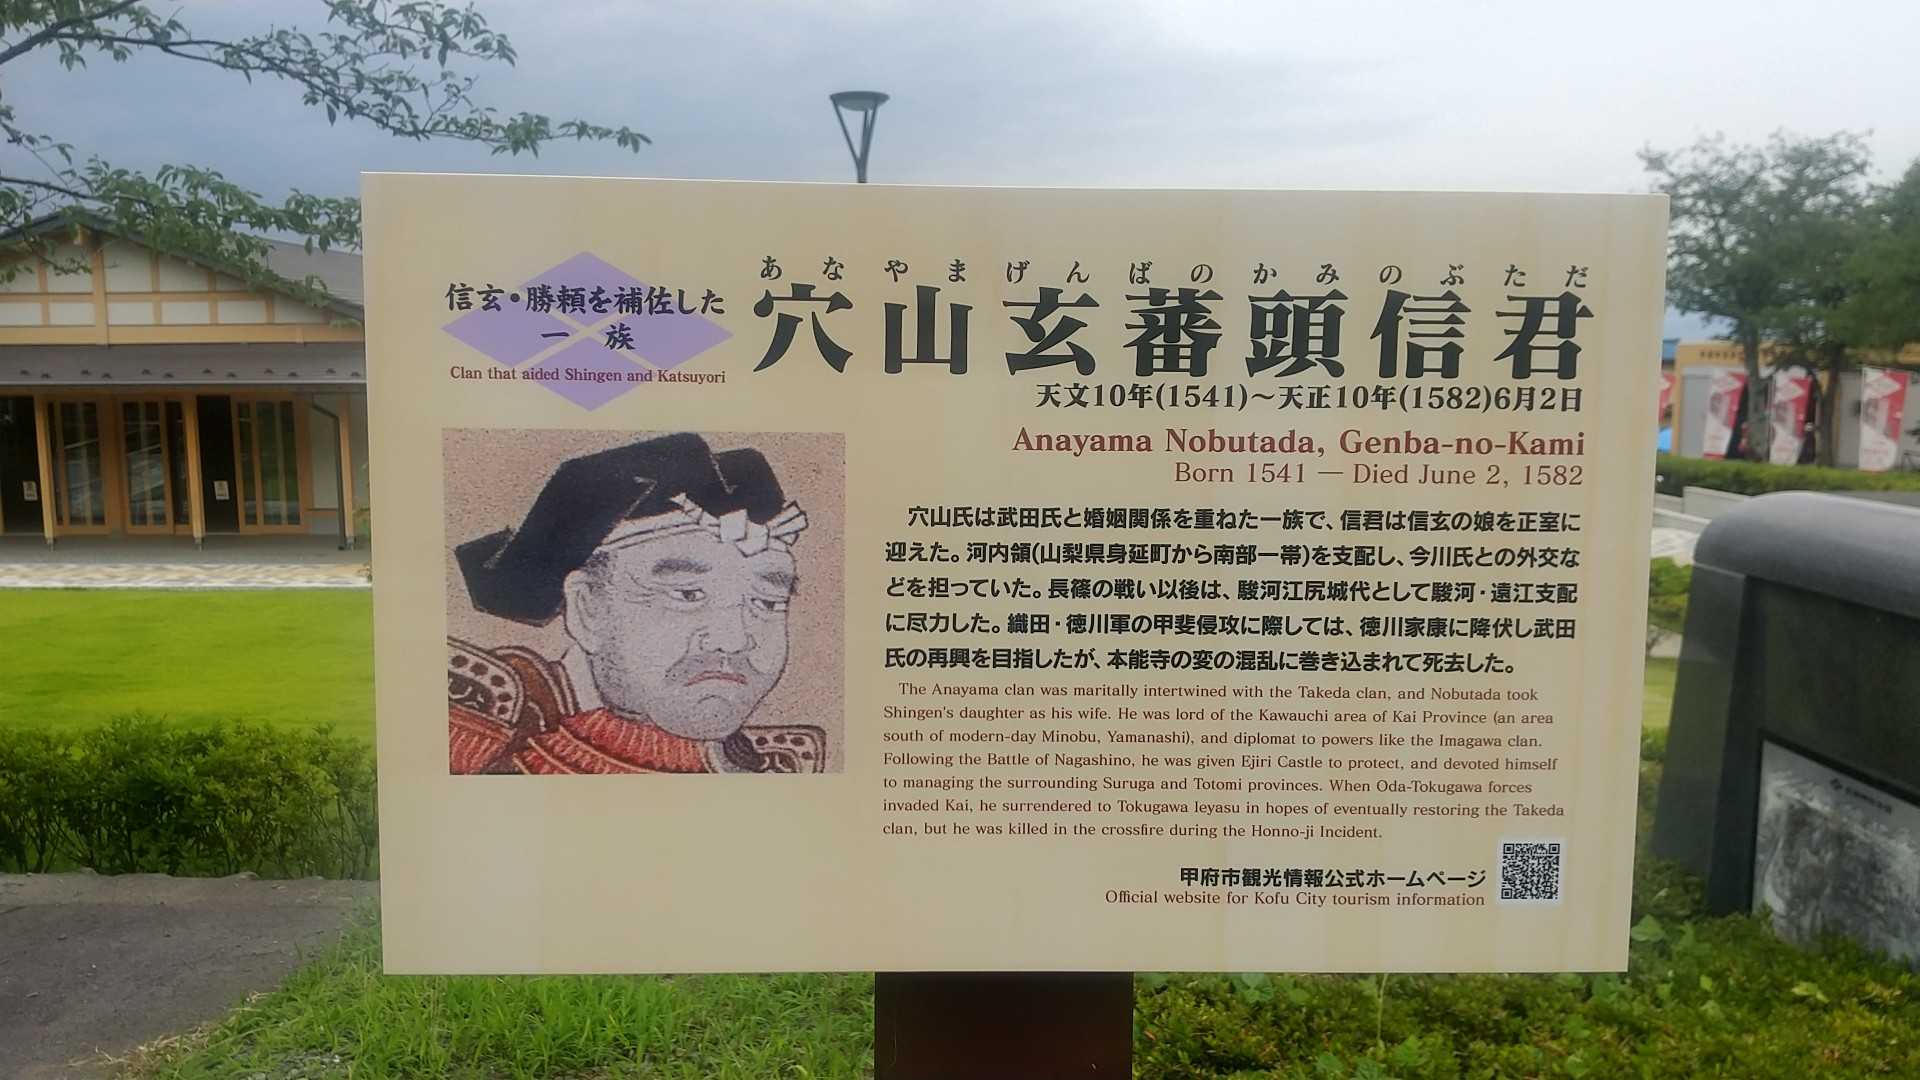 信玄・勝頼を補佐した
一族
Clan that aided Shingen and Katsuyori
あなやまげんばのかみのぶただ
穴山玄蕃頭信君
天文10年(1541)～天正10年(1582)6月2日
Anayama Nobutada, Genba-no-Kami
Born 1541 — Died June 2, 1582
穴山氏は武田氏と婚姻関係を重ねた一族で、信君は信玄の娘を正室に
迎えた。河内領(山梨県身延町から南部一帯)を支配し、今川氏との外交な
どを担っていた。長篠の戦い以後は、駿河江尻城代として駿河・遠江支配
に尽力した。織田・徳川軍の甲斐侵攻に際しては、徳川家康に降伏し武田
氏の再興を目指したが、本能寺の変の混乱に巻き込まれて死去した。
The Anayama clan was maritally intertwined with the Takeda clan, and Nobutada took
Shingen's daughter as his wife. He was lord of the Kawauchi area of Kai Province (an area
south of modern-day Minobu, Yamanashi), and diplomat to powers like the Imagawa clan.
Following the Battle of Nagashino, he was given Ejiri Castle to protect, and devoted himself
to managing the surrounding Suruga and Totomi provinces. When Oda-Tokugawa forces
invaded Kai, he surrendered to Tokugawa Ieyasu in hopes of eventually restoring the Takeda
clan, but he was killed in the crossfire during the Honno-ji Incident.
甲府市観光情報公式ホームページ
Official website for Kofu City tourism information